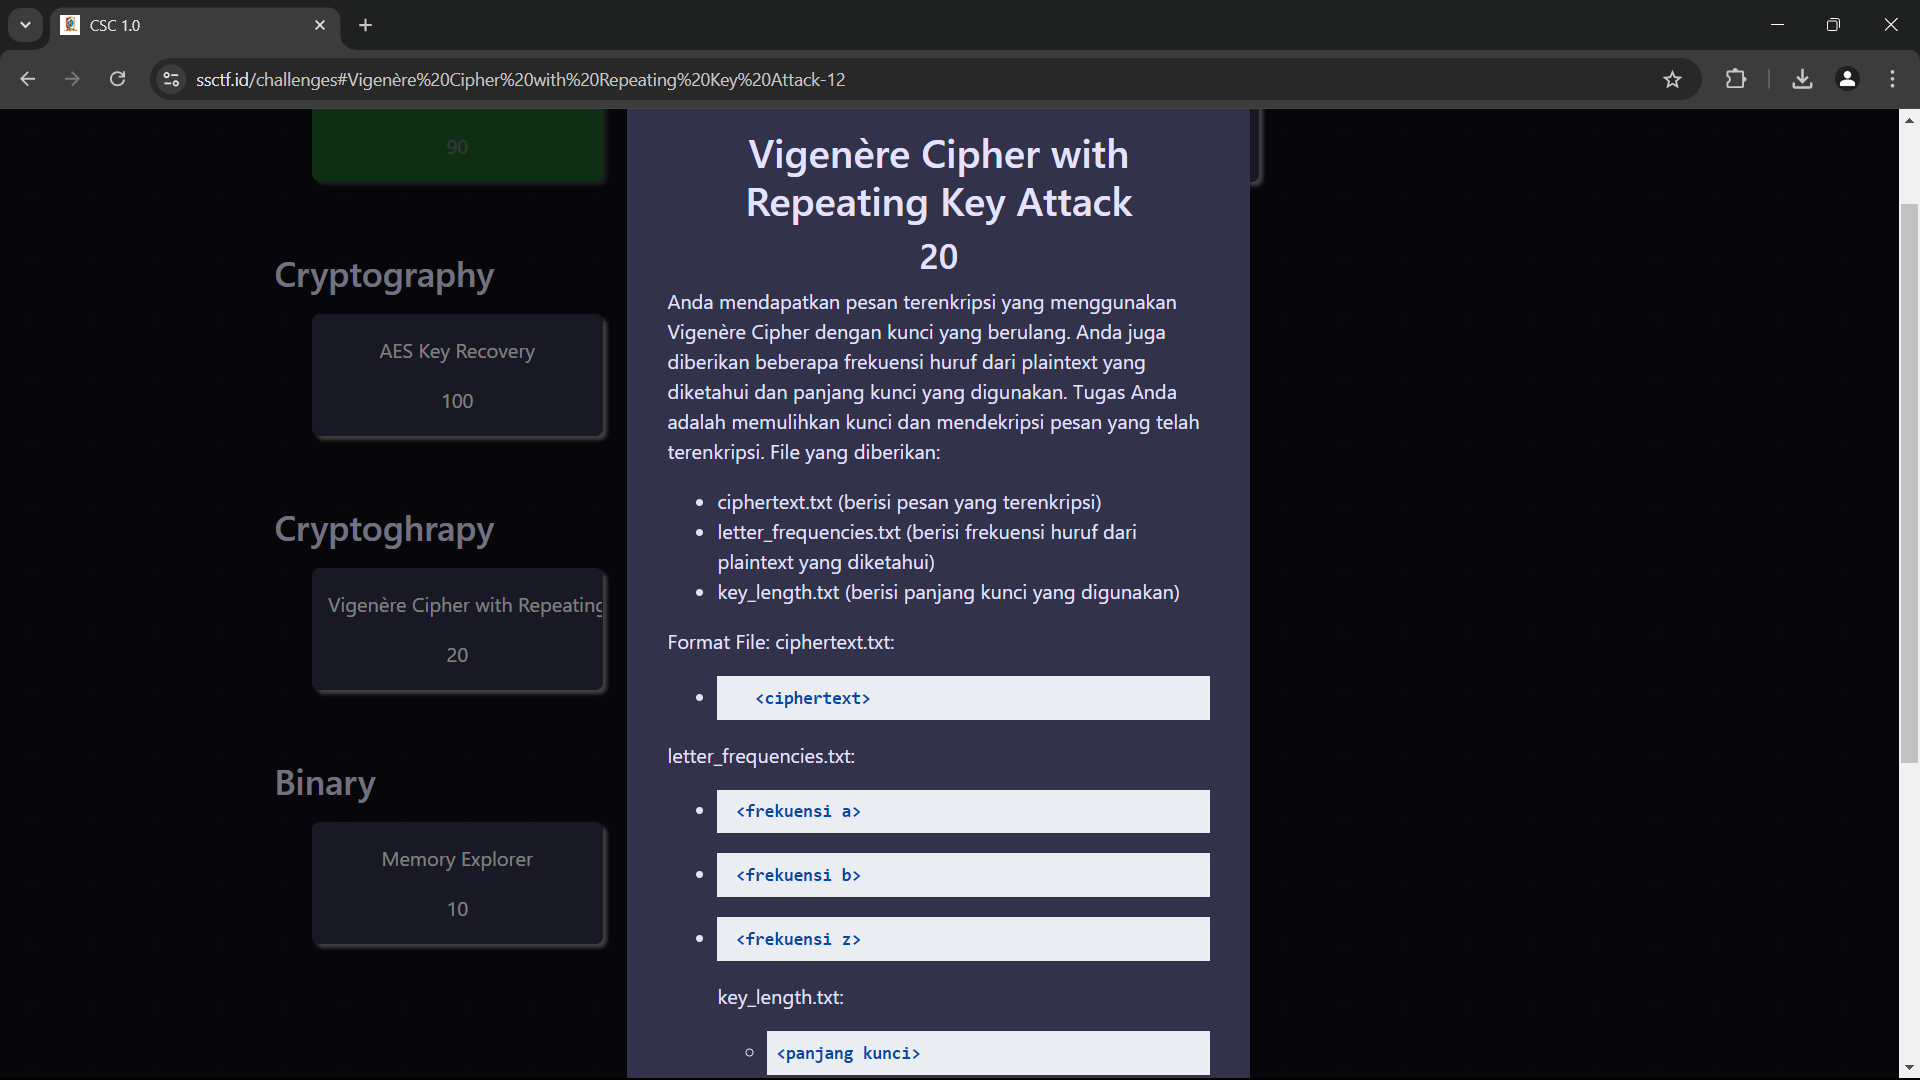 CSC 1.0
ssctf.id/challenges#Vigenère%20Cipher%20with%20Repeating%20Key%20Attack-12
90
Cryptography
AES Key Recovery
100
Cryptoghrapy
Vigenère Cipher with Repeating
20
Binary
Memory Explorer
10
Vigenère Cipher with
Repeating Key Attack
20
Anda mendapatkan pesan terenkripsi yang menggunakan
Vigenère Cipher dengan kunci yang berulang. Anda juga
diberikan beberapa frekuensi huruf dari plaintext yang
diketahui dan panjang kunci yang digunakan. Tugas Anda
adalah memulihkan kunci dan mendekripsi pesan yang telah
terenkripsi. File yang diberikan:
• ciphertext.txt (berisi pesan yang terenkripsi)
• letter_frequencies.txt (berisi frekuensi huruf dari
plaintext yang diketahui)
• key_length.txt (berisi panjang kunci yang digunakan)
Format File: ciphertext.txt:
• <ciphertext>
letter_frequencies.txt:
• <frekuensi a>
• <frekuensi b>
• <frekuensi z>
key_length.txt:
◦ <panjang kunci>